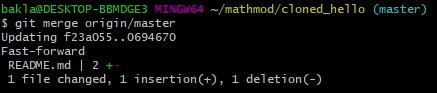 bakla@DESKTOP-BBMDGE3 MINGW64 ~/mathmod/cloned_hello (master)
$ git merge origin/master
Updating f23a055..0694670
Fast-forward
 README.md | 2 +-
 1 file changed, 1 insertion(+), 1 deletion(-)